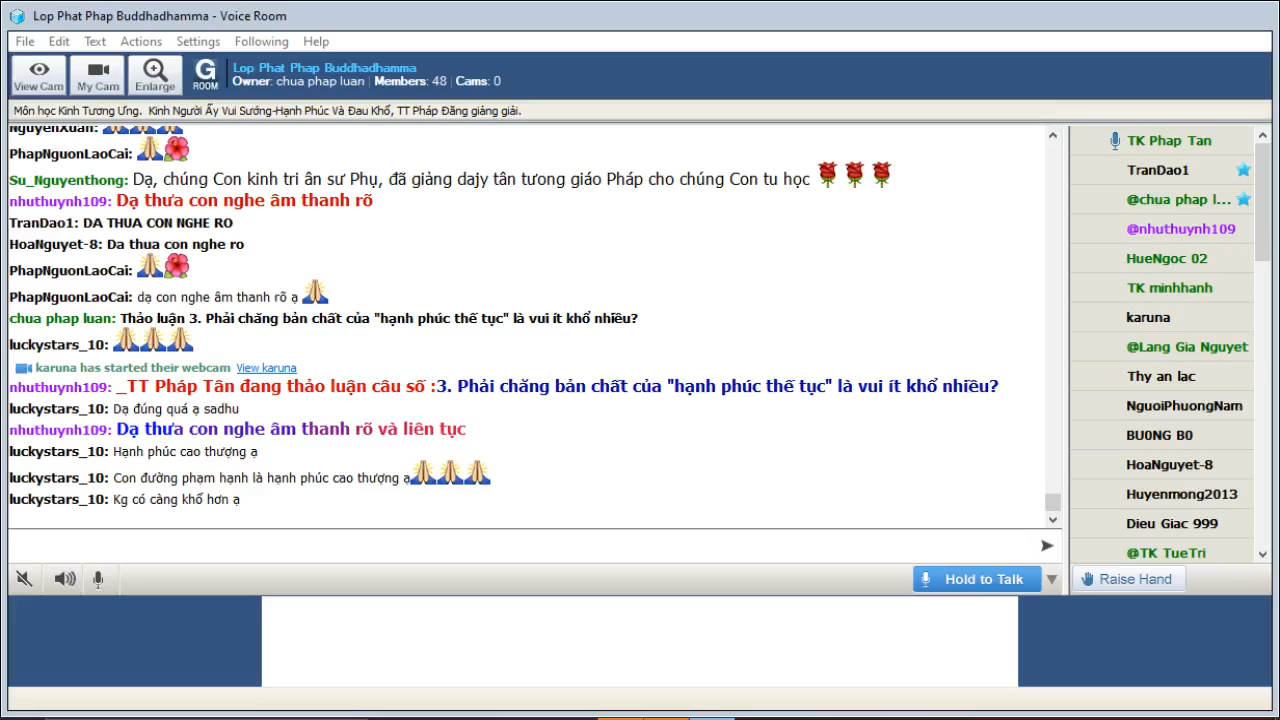 Lop Phat Phap Buddhadhamma - Voice Room
File Edit Text Actions Settings Following Help
View Cam My Cam Enlarge G ROOM
Lop Phat Phap Buddhadhamma
Owner: chua phap luan | Members: 48 | Cams: 0
Môn học Kinh Tương Ưng. Kinh Người Ấy Vui Sướng-Hạnh Phúc Và Đau Khổ, TT Pháp Đăng giảng giải.
NguyenXuan:
PhapNguonLaoCai:
Su_Nguyenthong: Dạ, chúng Con kinh tri ân sư Phụ, đã giảng dajy tân tương giáo Pháp cho chúng Con tu học
nhuthuynh109: Dạ thưa con nghe âm thanh rõ
TranDao1: DA THUA CON NGHE RO
HoaNguyet-8: Da thua con nghe ro
PhapNguonLaoCai:
PhapNguonLaoCai: dạ con nghe âm thanh rõ ạ
chua phap luan: Thảo luận 3. Phải chăng bản chất của "hạnh phúc thế tục" là vui ít khổ nhiều?
luckystars_10:
karuna has started their webcam View karuna
nhuthuynh109: _TT Pháp Tân đang thảo luận câu số :3. Phải chăng bản chất của "hạnh phúc thế tục" là vui ít khổ nhiều?
luckystars_10: Dạ đúng quá ạ sadhu
nhuthuynh109: Dạ thưa con nghe âm thanh rõ và liên tục
luckystars_10: Hạnh phúc cao thượng ạ
luckystars_10: Con đường phạm hạnh là hạnh phúc cao thượng ạ
luckystars_10: Kg có càng khổ hơn ạ
Hold to Talk
TK Phap Tan
TranDao1
@chua phap l...
@nhuthuynh109
HueNgoc 02
TK minhhanh
karuna
@Lang Gia Nguyet
Thy an lac
NguoiPhuongNam
BU0NG B0
HoaNguyet-8
Huyenmong2013
Dieu Giac 999
@TK TueTri
Raise Hand